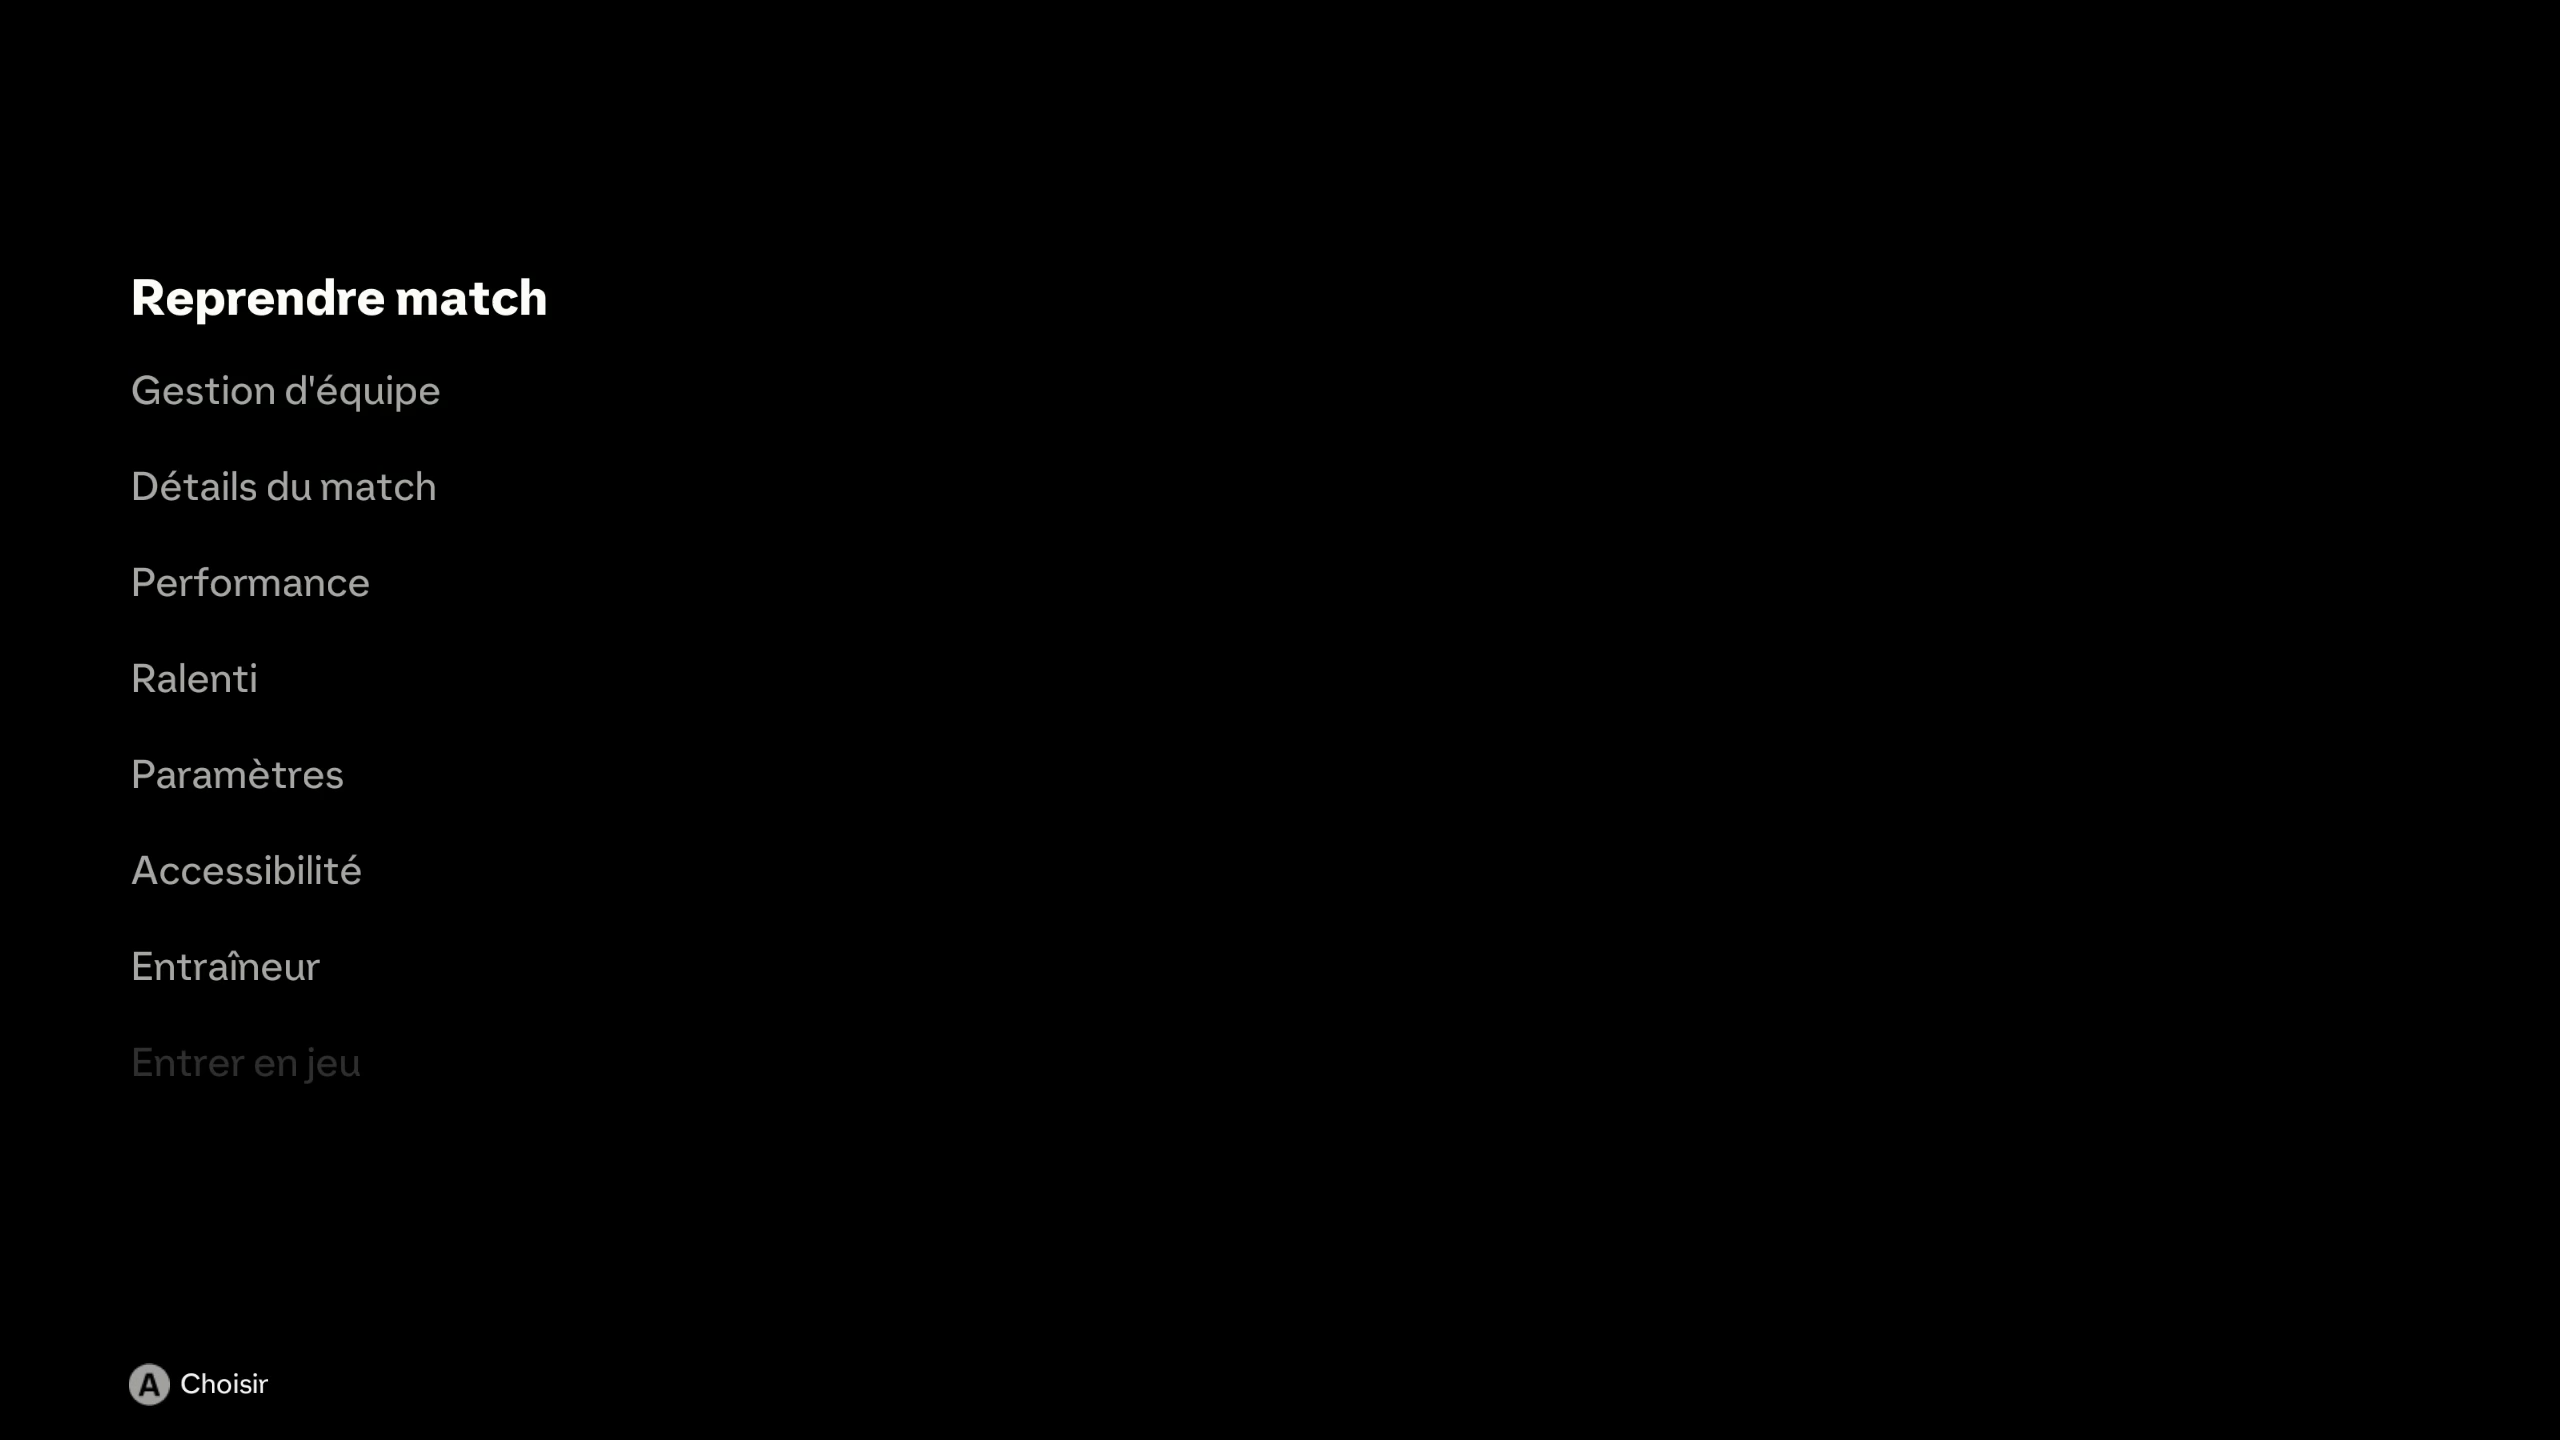 Reprendre match
Gestion d'équipe
Détails du match
Performance
Ralenti
Paramètres
Accessibilité
Entraîneur
Entrer en jeu
A Choisir